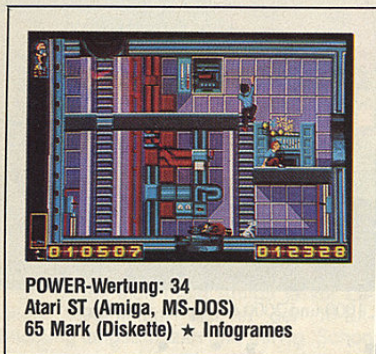 010507 012328
POWER-Wertung: 34
Atari ST (Amiga, MS-DOS)
65 Mark (Diskette) ★ Infogrames